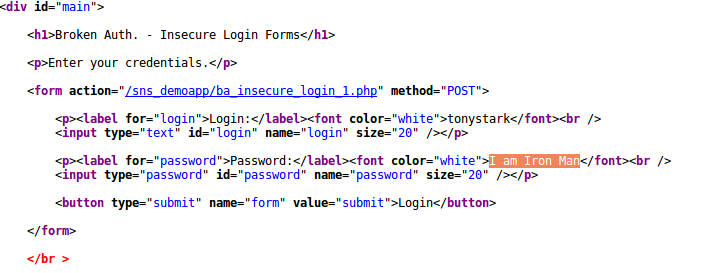 <div id="main">
<h1>Broken Auth. - Insecure Login Forms</h1>
<p>Enter your credentials.</p>
<form action="/sns_demoapp/ba_insecure_login_1.php" method="POST">
<p><label for="login">Login:</label><font color="white">tonystark</font><br />
<input type="text" id="login" name="login" size="20" /></p>
<p><label for="password">Password:</label><font color="white">I am Iron Man</font><br />
<input type="password" id="password" name="password" size="20" /></p>
<button type="submit" name="form" value="submit">Login</button>
</form>
</br >